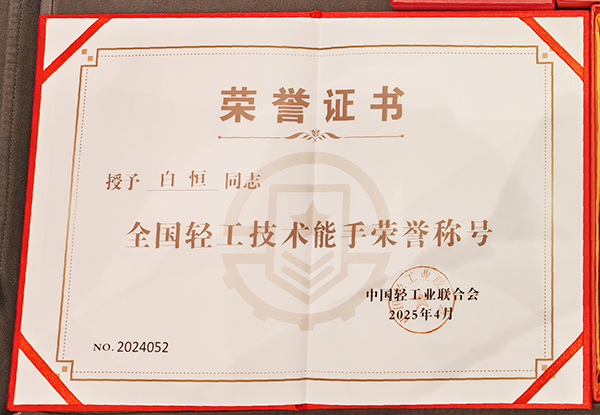 荣誉证书
授予 白恒 同志
全国轻工技术能手荣誉称号
中国轻工业联合会
2025年4月
NO. 2024052